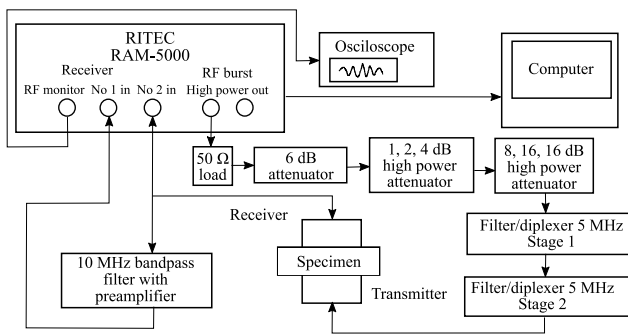 RITEC
RAM-5000
Receiver
RF burst
RF monitor
No 1 in
No 2 in
High power out
Osciloscope
Computer
50 Ω
load
6 dB
attenuator
1, 2, 4 dB
high power
attenuator
8, 16, 16 dB
high power
attenuator
Receiver
Filter/diplexer 5 MHz
Stage 1
10 MHz bandpass
filter with
preamplifier
Specimen
Transmitter
Filter/diplexer 5 MHz
Stage 2